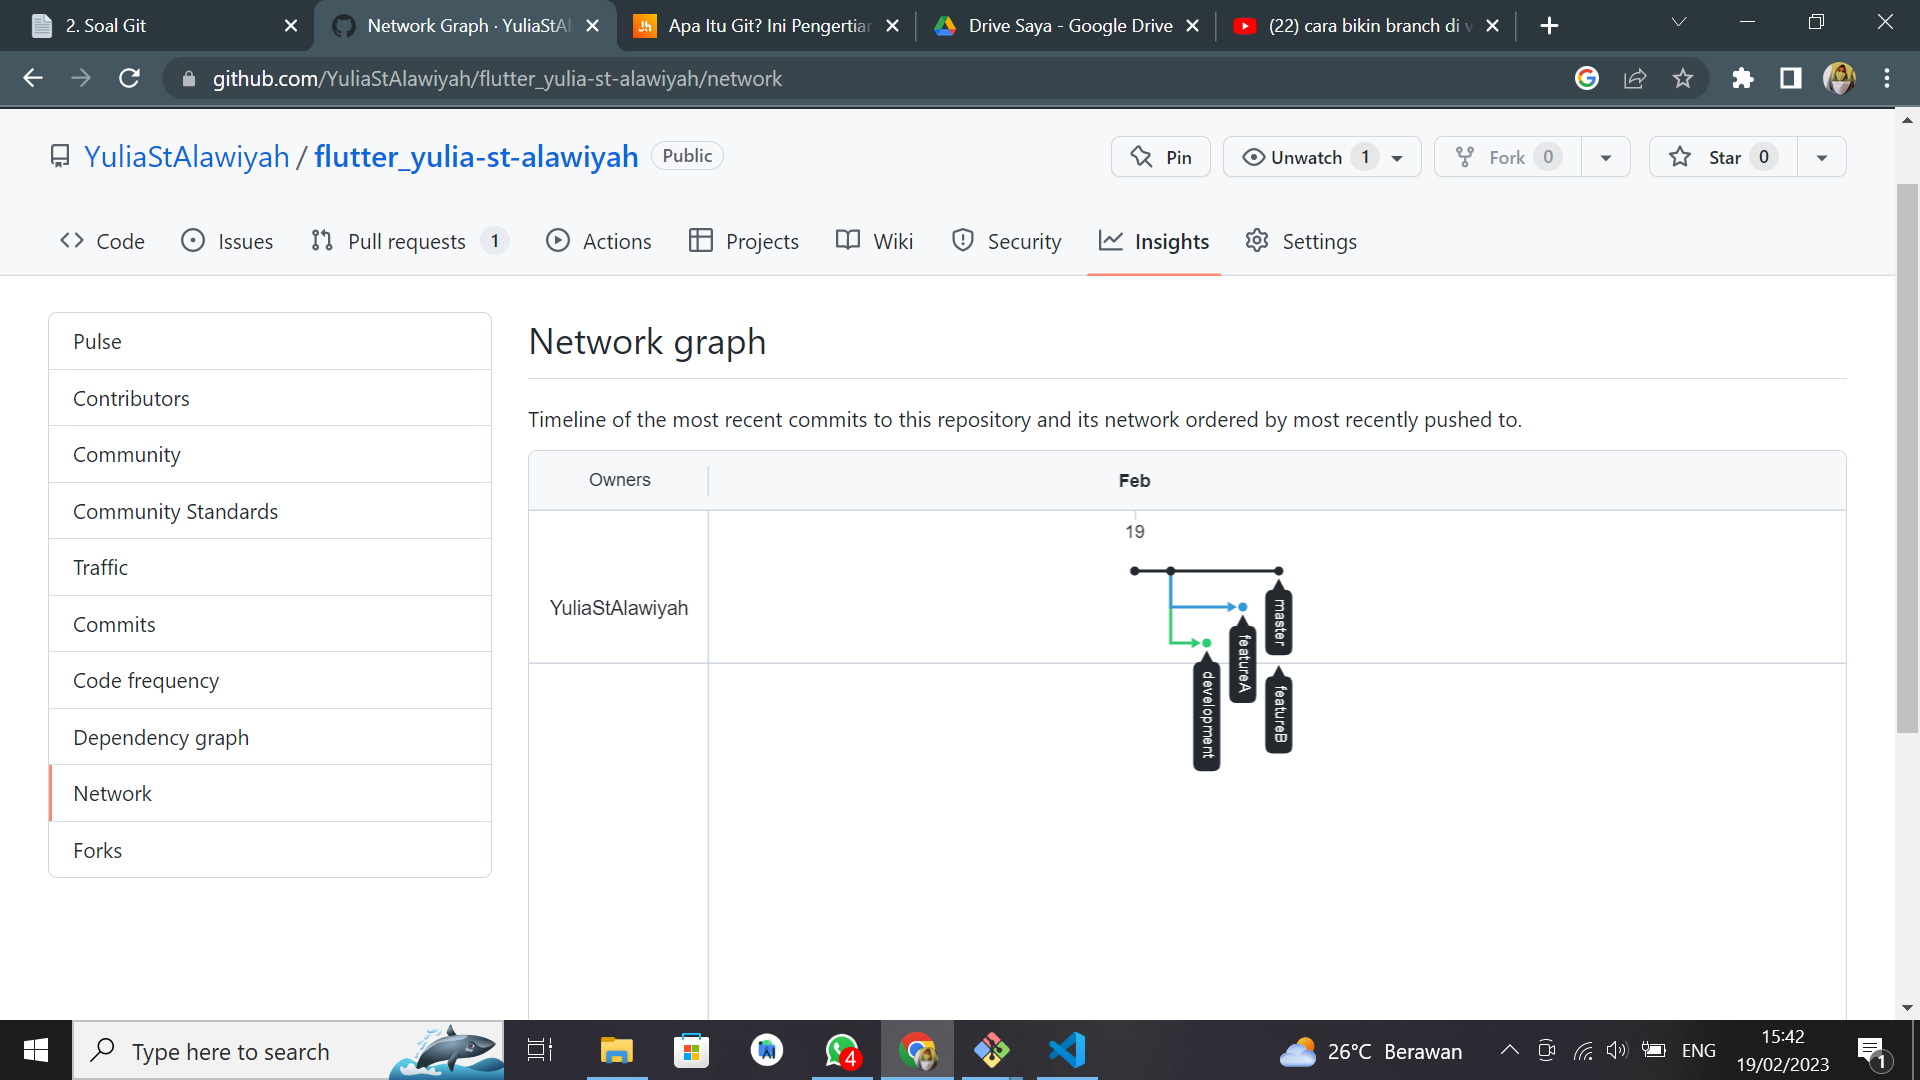 2. Soal Git
Network Graph · YuliaStAl
Apa Itu Git? Ini Pengertian
Drive Saya - Google Drive
(22) cara bikin branch di v
github.com/YuliaStAlawiyah/flutter_yulia-st-alawiyah/network
YuliaStAlawiyah / flutter_yulia-st-alawiyah Public
Pin
Unwatch 1
Fork 0
Star 0
Code
Issues
Pull requests 1
Actions
Projects
Wiki
Security
Insights
Settings
Pulse
Contributors
Community
Community Standards
Traffic
Commits
Code frequency
Dependency graph
Network
Forks
Network graph
Timeline of the most recent commits to this repository and its network ordered by most recently pushed to.
Owners
Feb
19
YuliaStAlawiyah
master
featureA
featureB
development
Type here to search
4
26°C Berawan
ENG
15:42
19/02/2023
1